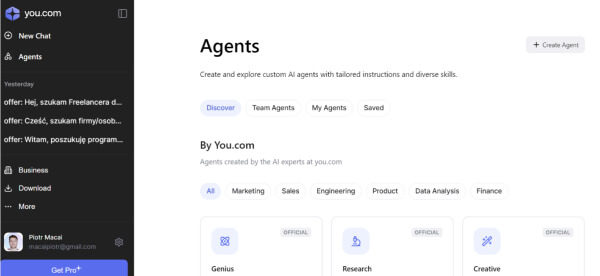 you.com
New Chat
Agents
Yesterday
offer: Hej, szukam Freelancera d...
offer: Cześć, szukam firmy/osob...
offer: Witam, poszukuję program...
Business
Download
More
Piotr Macai
macaipiotr@gmail.com
Get Pro+
Agents
+ Create Agent
Create and explore custom AI agents with tailored instructions and diverse skills.
Discover Team Agents My Agents Saved
By You.com
Agents created by the AI experts at you.com
All Marketing Sales Engineering Product Data Analysis Finance
OFFICIAL OFFICIAL OFFICIAL
Genius Research Creative